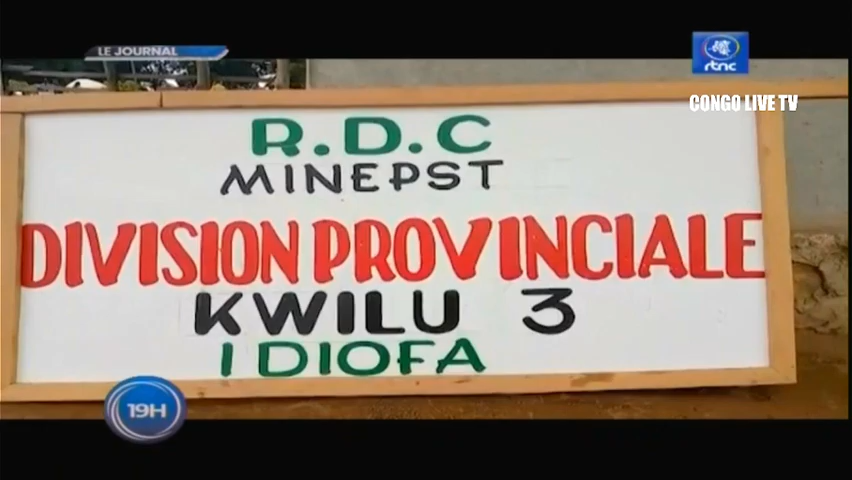 LE JOURNAL
rtnc
CONGO LIVE TV
R.D.C
MINEPST
DIVISION PROVINCIALE
KWILU 3
IDIOFA
19H